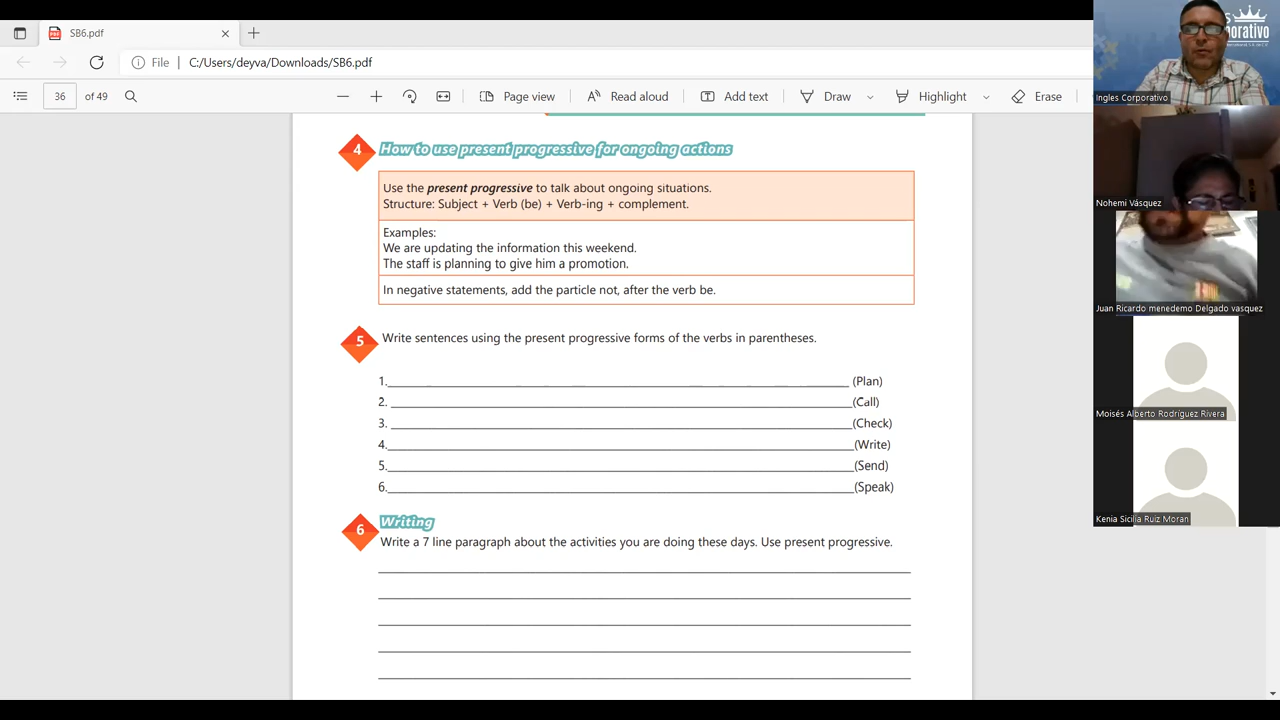 SB6.pdf
File
C:/Users/deyva/Downloads/SB6.pdf
36 of 49
Page view
Read aloud
Add text
Draw
Highlight
Erase
4
How to use present progressive for ongoing actions
Use the present progressive to talk about ongoing situations.
Structure: Subject + Verb (be) + Verb-ing + complement.
Examples:
We are updating the information this weekend.
The staff is planning to give him a promotion.
In negative statements, add the particle not, after the verb be.
5
Write sentences using the present progressive forms of the verbs in parentheses.
1.______ (Plan)
2. ______(Call)
3. ______(Check)
4.______(Write)
5.______(Send)
6.______(Speak)
6
Writing
Write a 7 line paragraph about the activities you are doing these days. Use present progressive.
Ingles Corporativo
Nohemi Vásquez
Juan Ricardo menedemo Delgado vasquez
Moisés Alberto Rodríguez Rivera
Kenia Sicilia Ruiz Moran